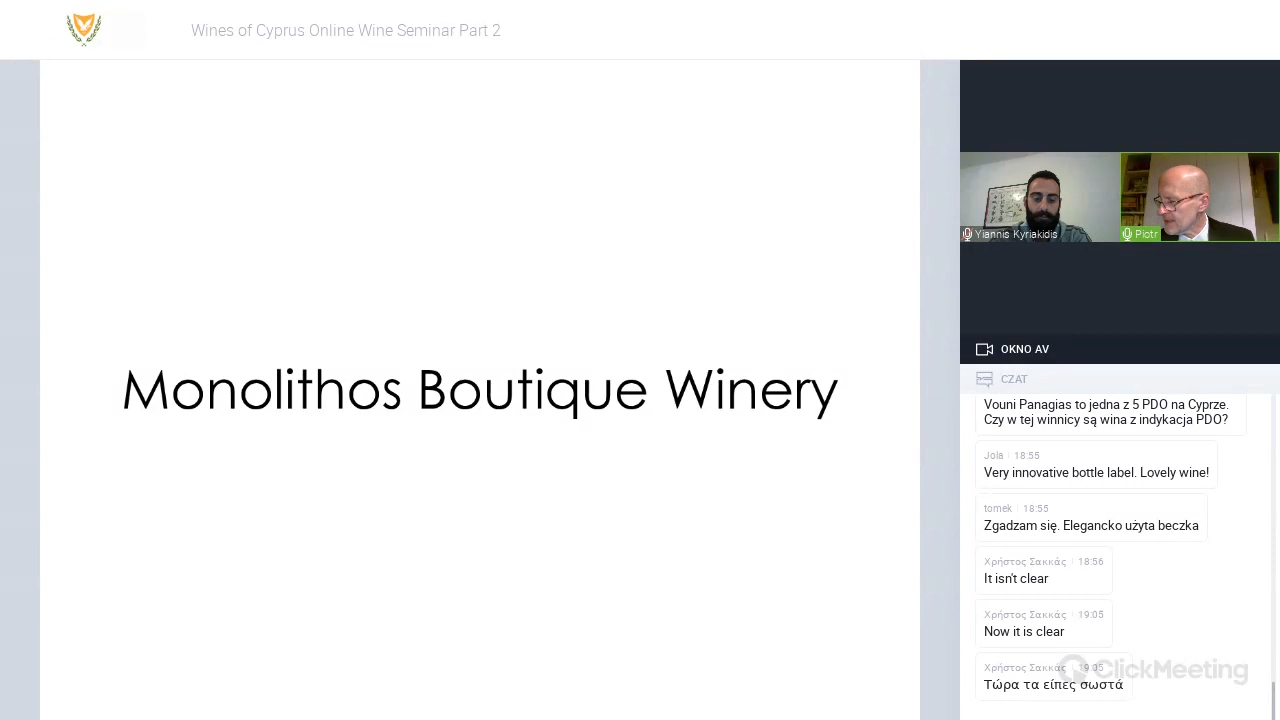 Wines of Cyprus Online Wine Seminar Part 2
Monolithos Boutique Winery
Yiannis Kyriakidis
Piotr
OKNO AV
CZAT
Vouni Panagias to jedna z 5 PDO na Cyprze.
Czy w tej winnicy są wina z indykacja PDO?
Jola 18:55
Very innovative bottle label. Lovely wine!
tomek 18:55
Zgadzam się. Elegancko użyta beczka
Χρήστος Σακκάς 18:56
It isn't clear
Χρήστος Σακκάς 19:05
Now it is clear
Χρήστος Σακκάς 19:05
Τώρα τα είπες σωστά
ClickMeeting